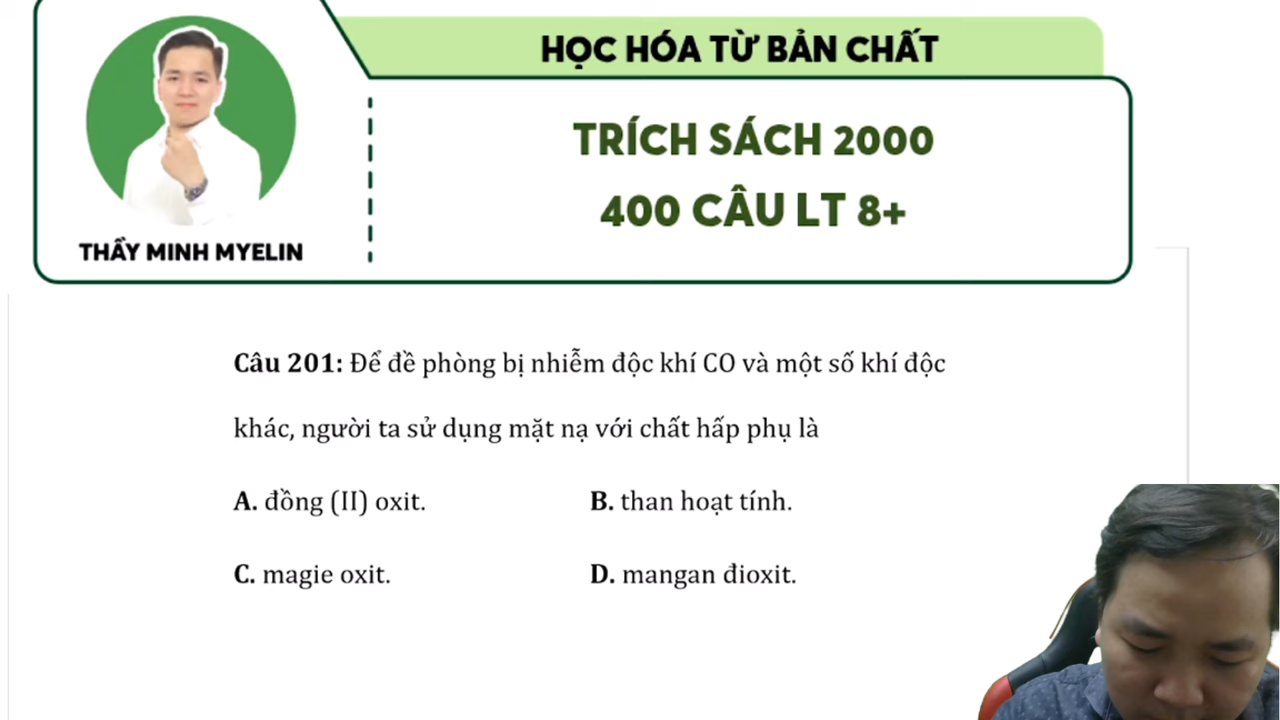 HỌC HÓA TỪ BẢN CHẤT
TRÍCH SÁCH 2000
400 CÂU LT 8+
THẦY MINH MYELIN
Câu 201: Để đề phòng bị nhiễm độc khí CO và một số khí độc
khác, người ta sử dụng mặt nạ với chất hấp phụ là
A. đồng (II) oxit. B. than hoạt tính.
C. magie oxit. D. mangan đioxit.